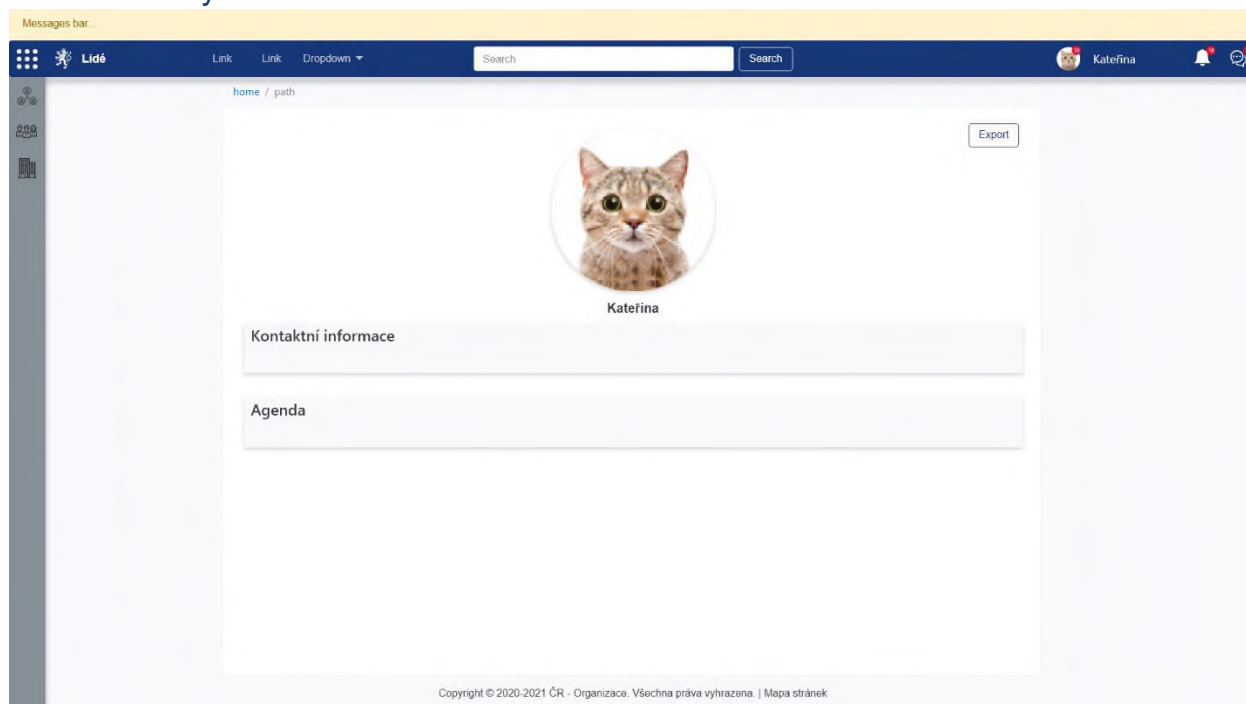 Messages bar...
Lidé Link Link Dropdown Search Search Kateřina
home / path
Export
Kateřina
Kontaktní informace
Agenda
Copyright © 2020-2021 ČR - Organizace. Všechna práva vyhrazena. | Mapa stránek